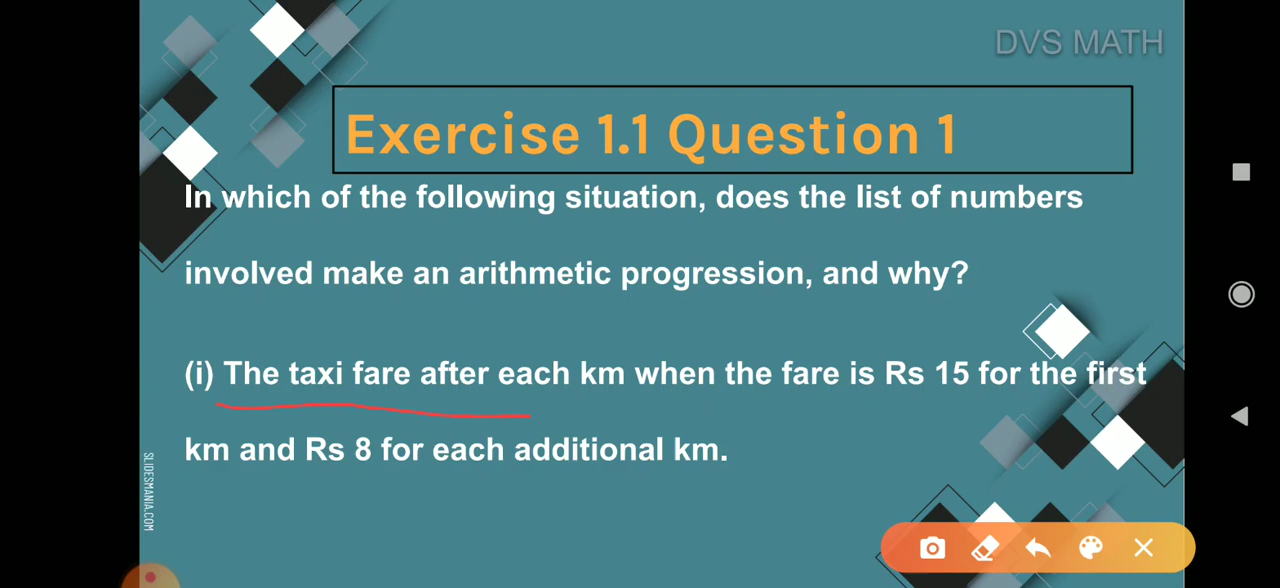 DVS MATH
Exercise 1.1 Question 1
In which of the following situation, does the list of numbers
involved make an arithmetic progression, and why?
(i) The taxi fare after each km when the fare is Rs 15 for the first
km and Rs 8 for each additional km.
SLIDESMANIA.COM